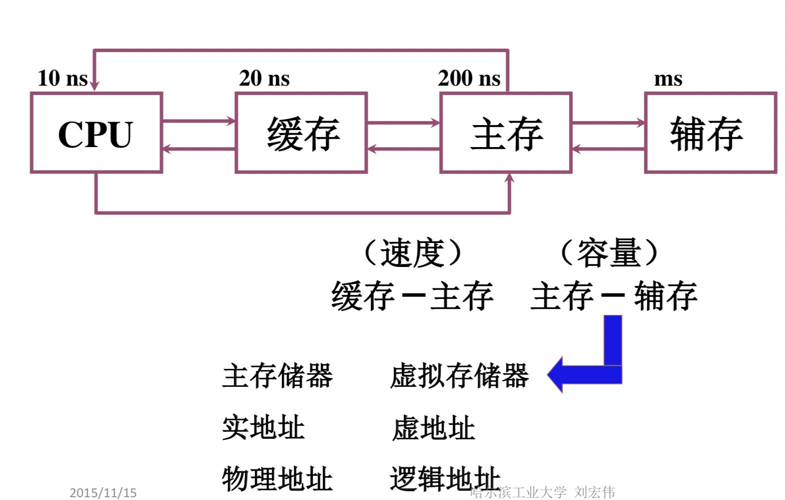 10 ns 20 ns 200 ns ms
CPU 缓存 主存 辅存
（速度） （容量）
缓存－主存 主存－辅存
主存储器 虚拟存储器
实地址 虚地址
物理地址 逻辑地址
2015/11/15 哈尔滨工业大学 刘宏伟